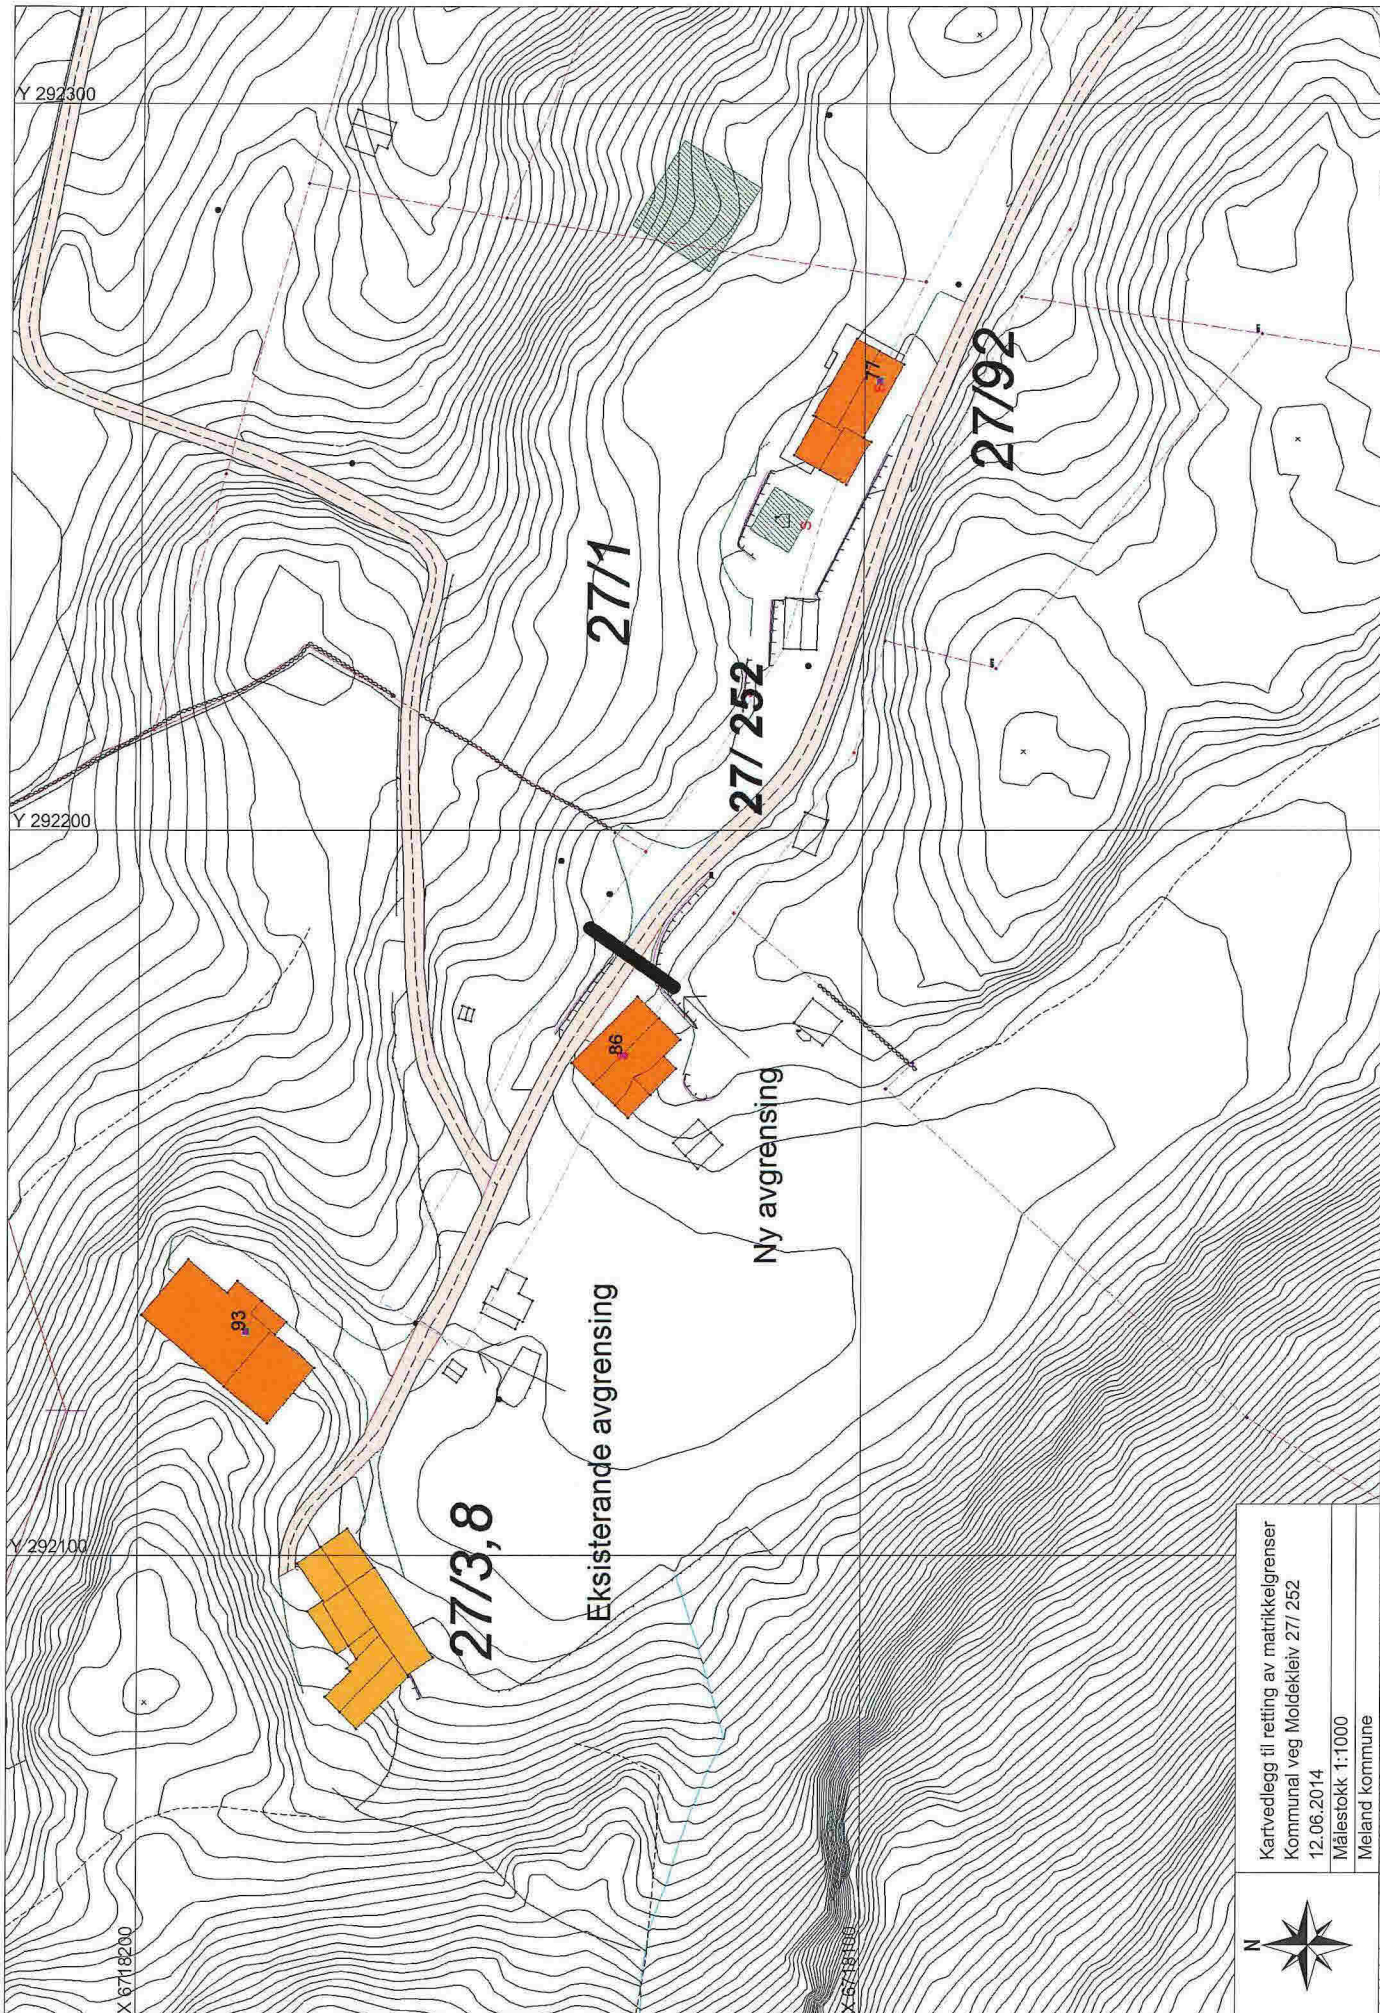 Y 292300
77
27/92
S
27/1
27/ 252
Y 292200
86
Ny avgrensing
93
Eksisterande avgrensing
27/3,8
Y 292100
X 6718200
X 6718100
N
Kartvedlegg til retting av matrikkelgrenser
Kommunal veg Moldekleiv 27/ 252
12.06.2014
Målestokk 1:1000
Meland kommune